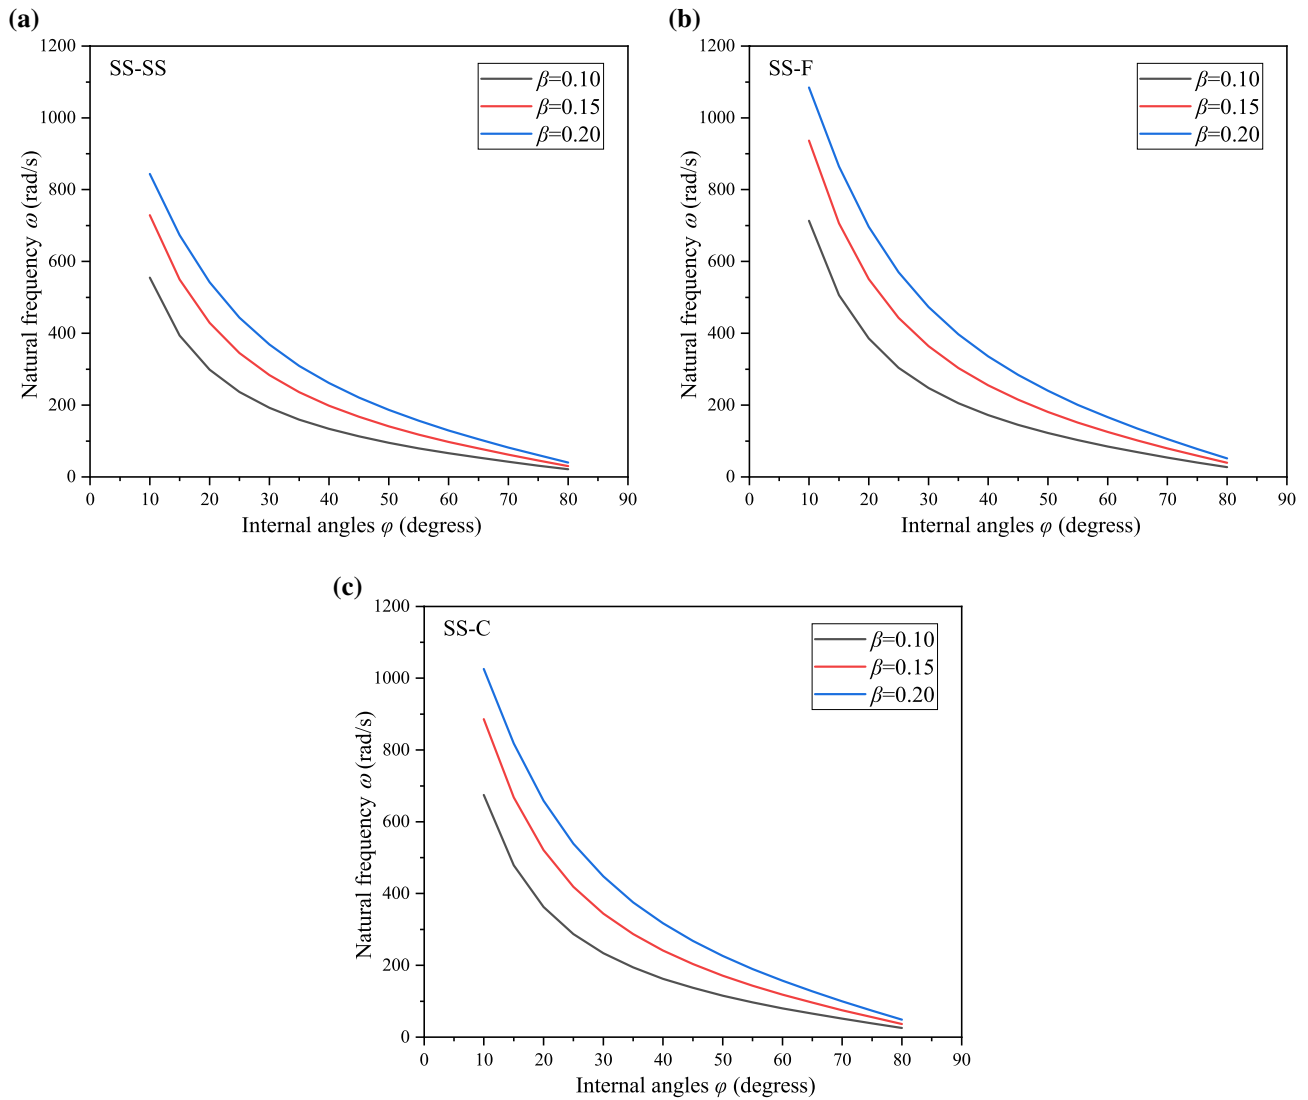 (a)
SS-SS
β=0.10
β=0.15
β=0.20
1200
1000
800
600
400
200
0
Natural frequency ω (rad/s)
0 10 20 30 40 50 60 70 80 90
Internal angles φ (degress)
(b)
SS-F
β=0.10
β=0.15
β=0.20
1200
1000
800
600
400
200
0
Natural frequency ω (rad/s)
0 10 20 30 40 50 60 70 80 90
Internal angles φ (degress)
(c)
SS-C
β=0.10
β=0.15
β=0.20
1200
1000
800
600
400
200
0
Natural frequency ω (rad/s)
0 10 20 30 40 50 60 70 80 90
Internal angles φ (degress)